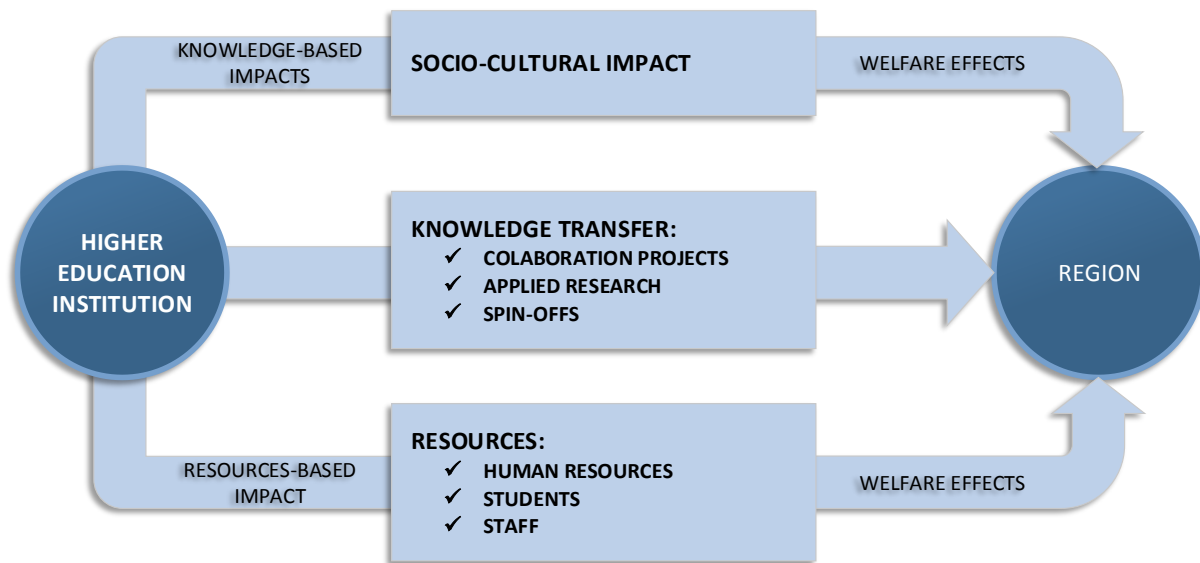 KNOWLEDGE-BASED
IMPACTS
SOCIO-CULTURAL IMPACT
WELFARE EFFECTS
HIGHER
EDUCATION
INSTITUTION
KNOWLEDGE TRANSFER:
✓ COLABORATION PROJECTS
✓ APPLIED RESEARCH
✓ SPIN-OFFS
REGION
RESOURCES-BASED
IMPACT
RESOURCES:
✓ HUMAN RESOURCES
✓ STUDENTS
✓ STAFF
WELFARE EFFECTS